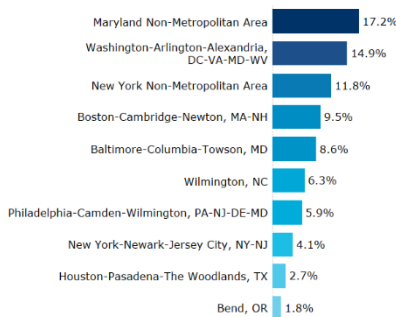 Maryland Non-Metropolitan Area 17.2%
Washington-Arlington-Alexandria,
DC-VA-MD-WV 14.9%
New York Non-Metropolitan Area 11.8%
Boston-Cambridge-Newton, MA-NH 9.5%
Baltimore-Columbia-Towson, MD 8.6%
Wilmington, NC 6.3%
Philadelphia-Camden-Wilmington, PA-NJ-DE-MD 5.9%
New York-Newark-Jersey City, NY-NJ 4.1%
Houston-Pasadena-The Woodlands, TX 2.7%
Bend, OR 1.8%